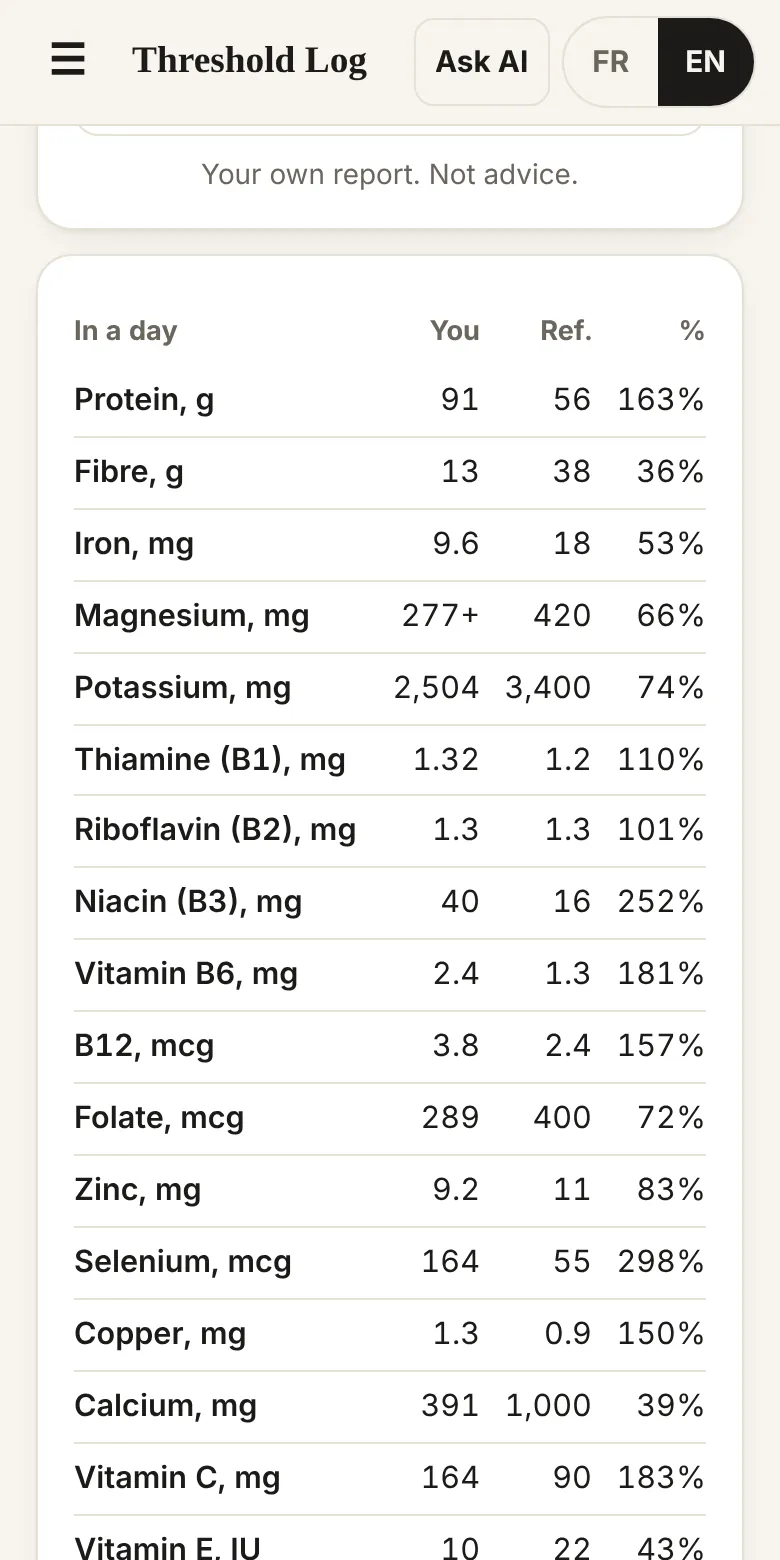 ☰ Threshold Log Ask AI FR EN
Your own report. Not advice.
In a day You Ref. %
Protein, g 91 56 163%
Fibre, g 13 38 36%
Iron, mg 9.6 18 53%
Magnesium, mg 277+ 420 66%
Potassium, mg 2,504 3,400 74%
Thiamine (B1), mg 1.32 1.2 110%
Riboflavin (B2), mg 1.3 1.3 101%
Niacin (B3), mg 40 16 252%
Vitamin B6, mg 2.4 1.3 181%
B12, mcg 3.8 2.4 157%
Folate, mcg 289 400 72%
Zinc, mg 9.2 11 83%
Selenium, mcg 164 55 298%
Copper, mg 1.3 0.9 150%
Calcium, mg 391 1,000 39%
Vitamin C, mg 164 90 183%
Vitamin E, IU 10 22 43%